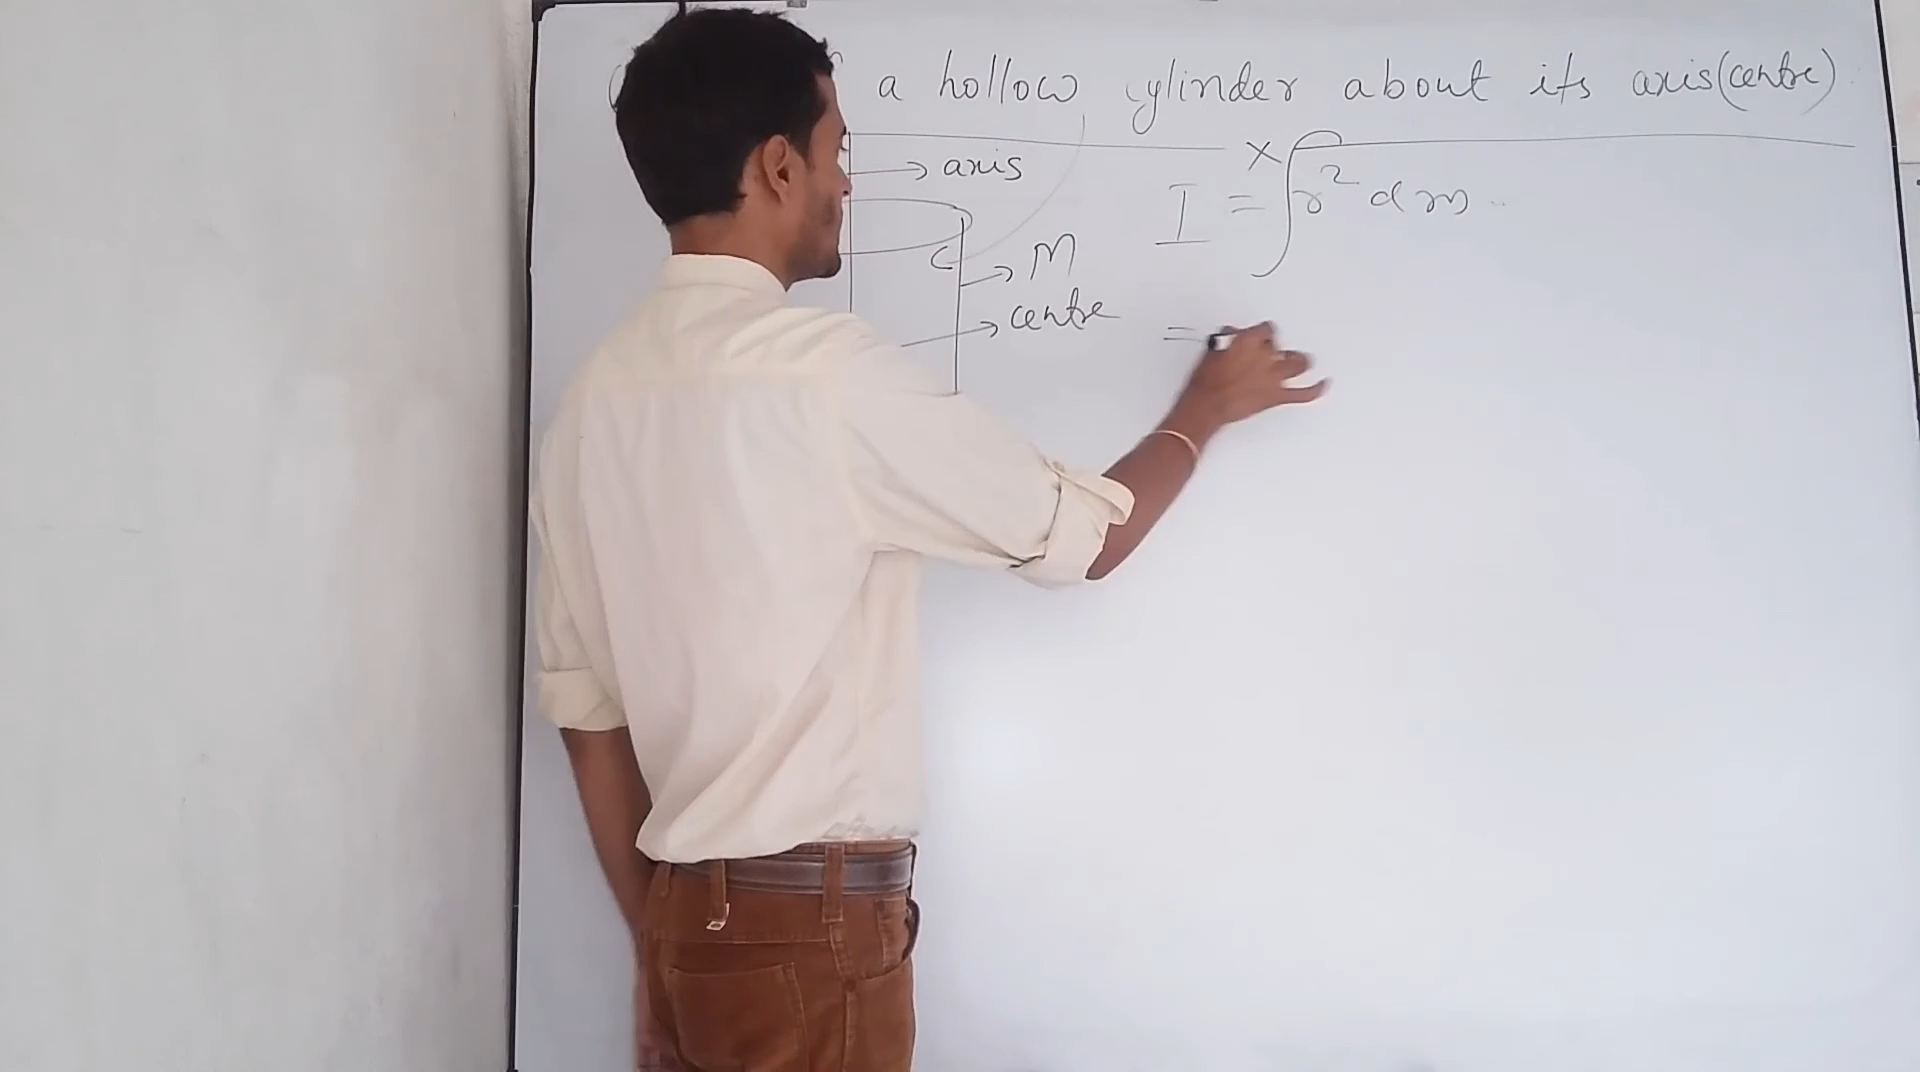 a hollow cylinder about its axis(centre)
axis
I = ∫r² dm
M
centre
=